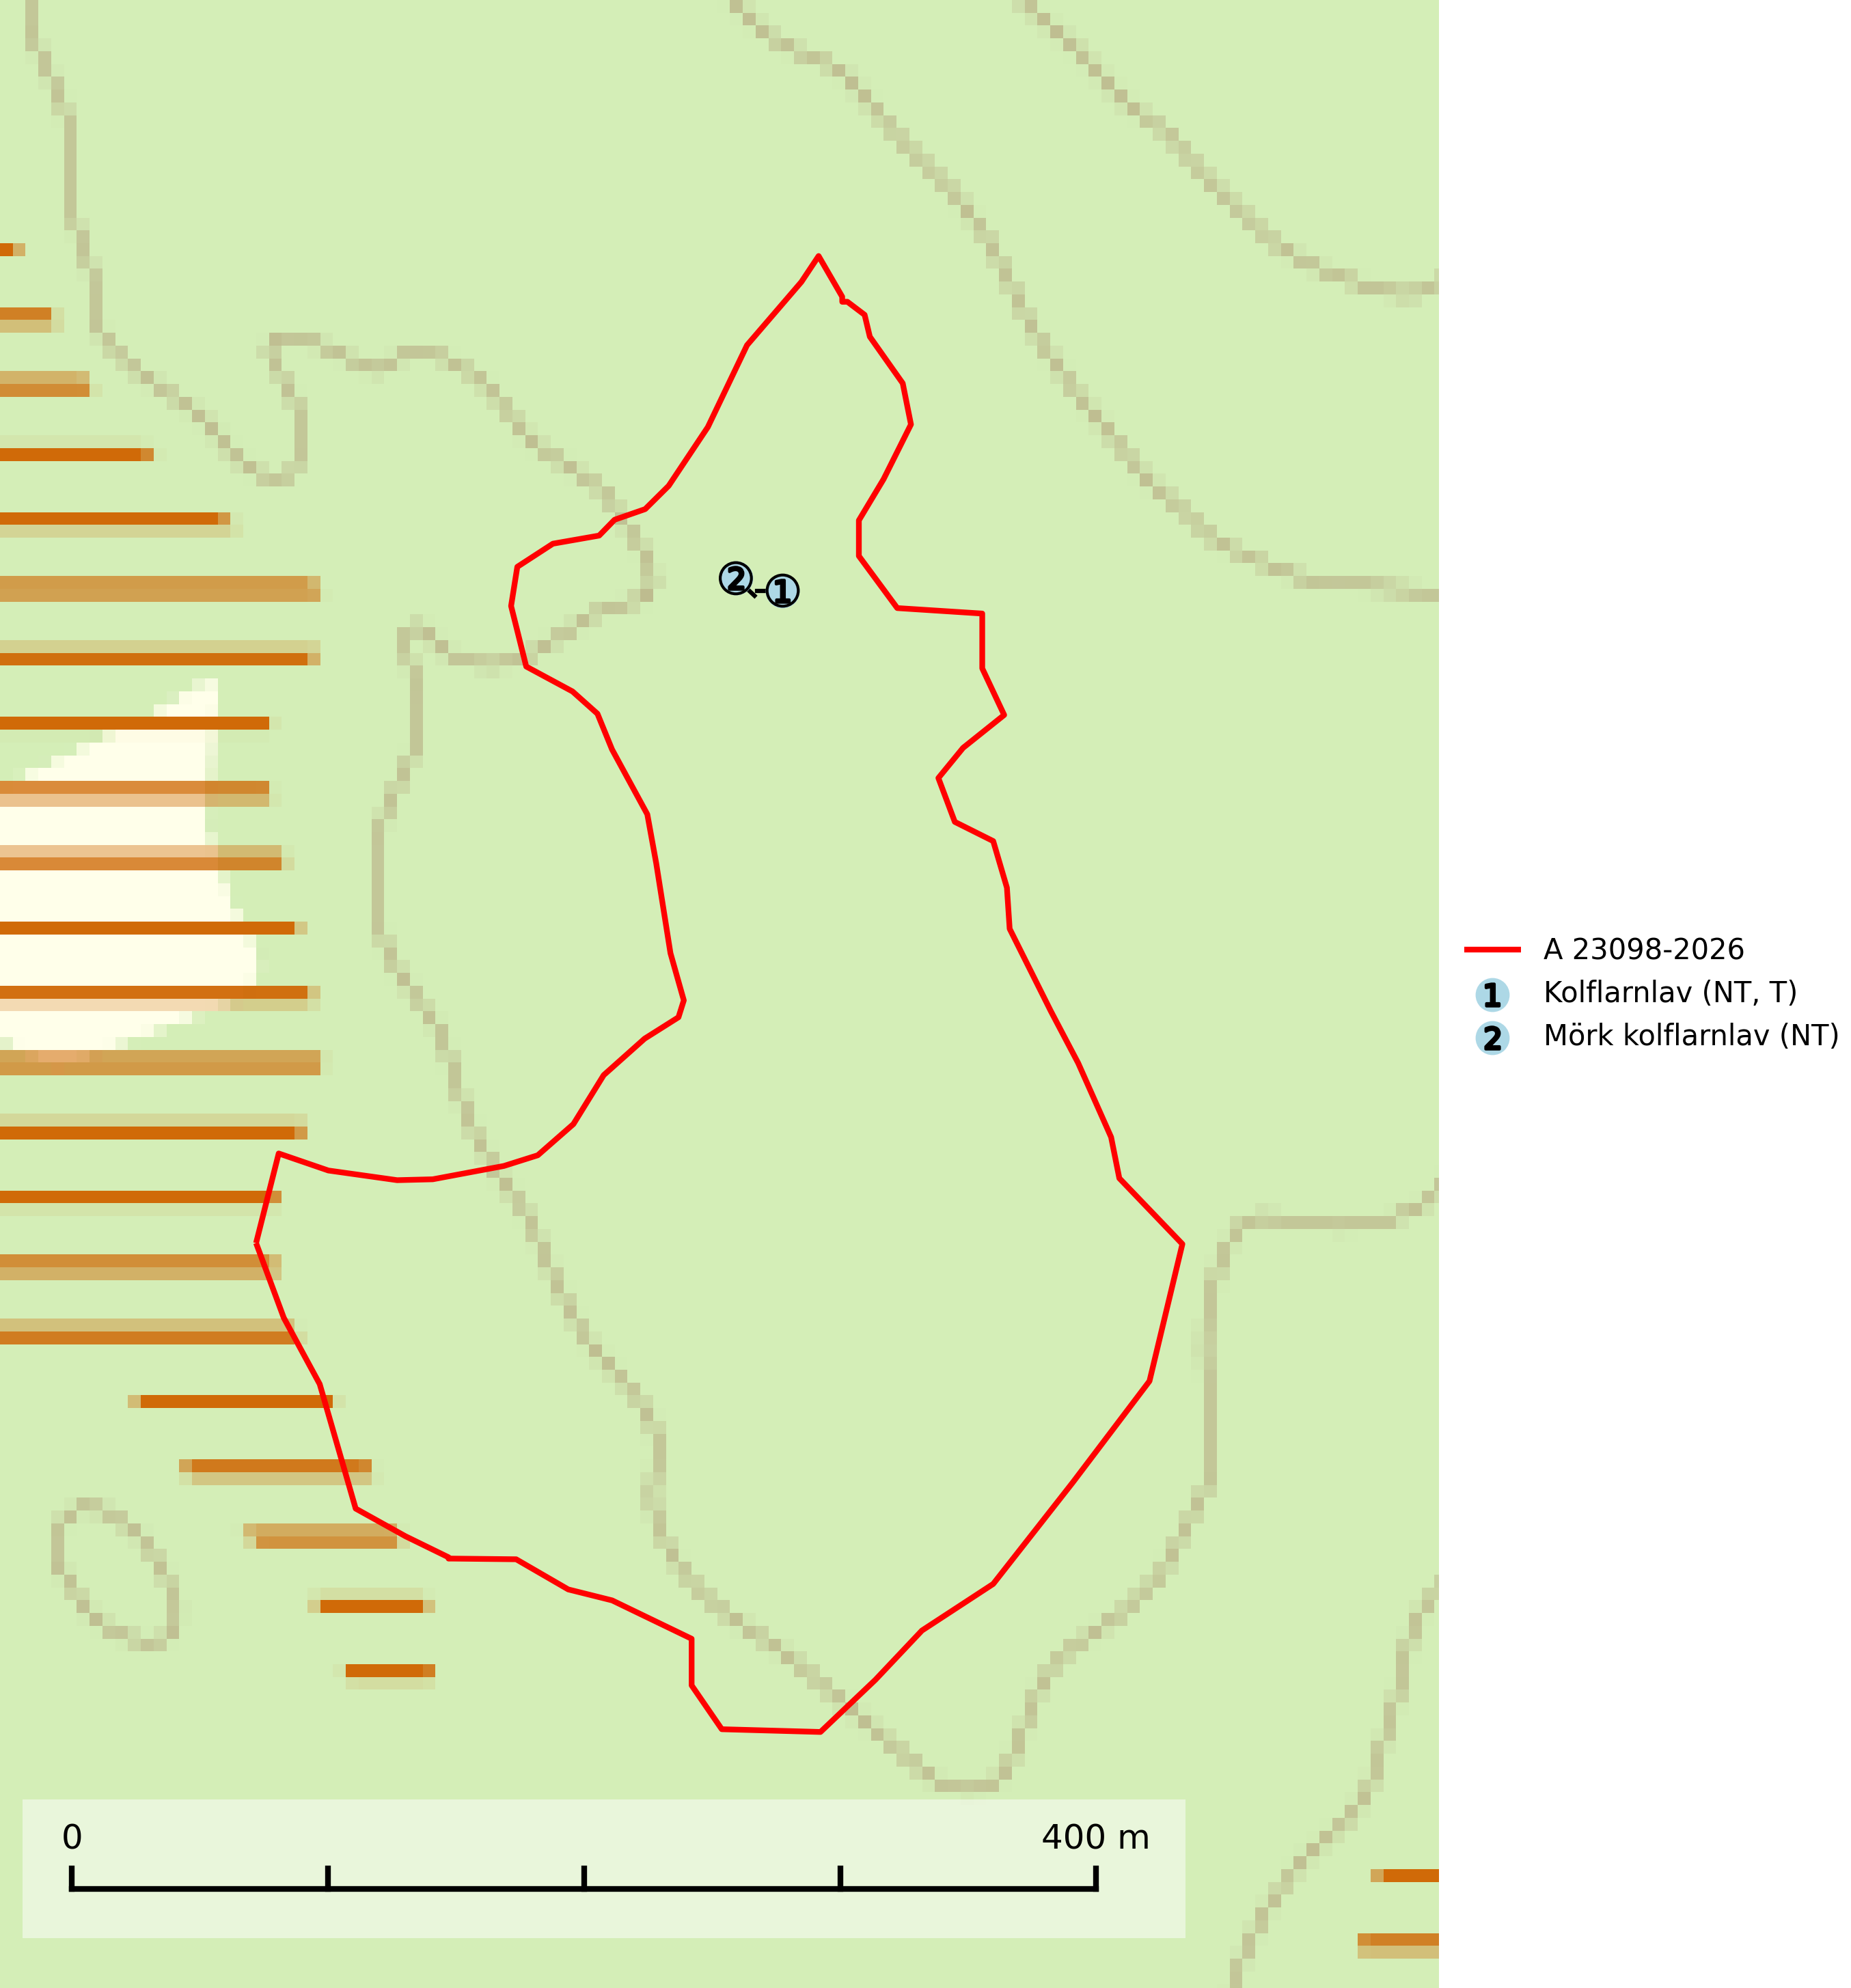 2
1
A 23098-2026
1 Kolflarnlav (NT, T)
2 Mörk kolflarnlav (NT)
0 400 m